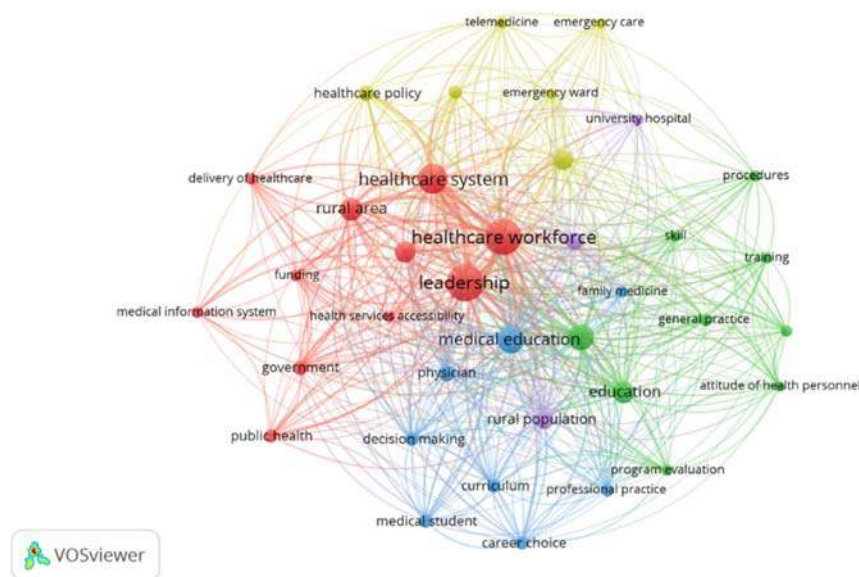 telemedicine
emergency care
healthcare policy
emergency ward
university hospital
delivery of healthcare
healthcare system
procedures
rural area
healthcare workforce
skill
training
funding
leadership
family medicine
medical information system
health services accessibility
general practice
medical education
government
physician
attitude of health personnel
education
rural population
public health
decision making
program evaluation
curriculum
professional practice
medical student
career choice
VOSviewer